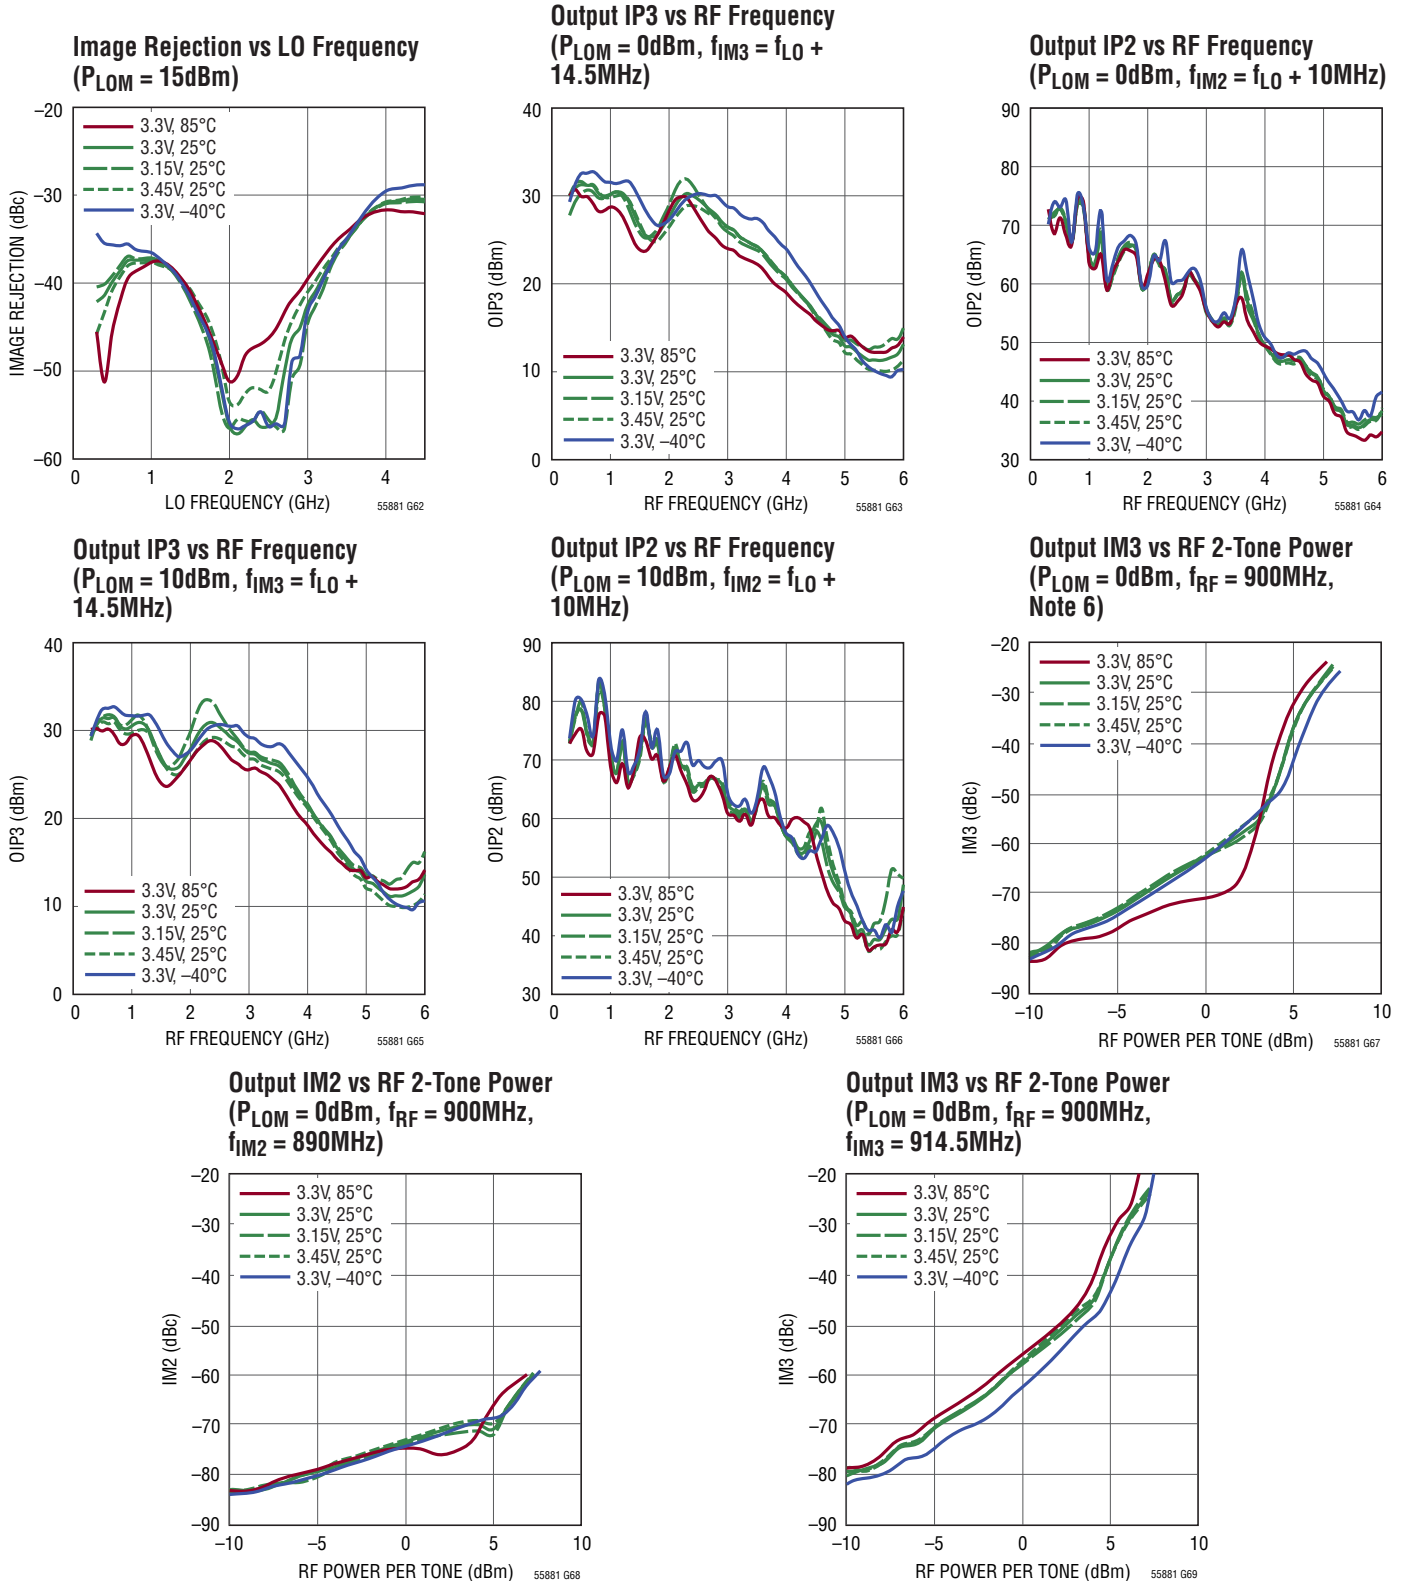 Image Rejection vs LO Frequency
(PLOM = 15dBm)
–20
–30
–40
–50
–60
IMAGE REJECTION (dBc)
3.3V, 85°C
3.3V, 25°C
3.15V, 25°C
3.45V, 25°C
3.3V, –40°C
0 1 2 3 4
LO FREQUENCY (GHz)
55881 G62
Output IP3 vs RF Frequency
(PLOM = 0dBm, fIM3 = fLO +
14.5MHz)
40
30
20
10
0
OIP3 (dBm)
3.3V, 85°C
3.3V, 25°C
3.15V, 25°C
3.45V, 25°C
3.3V, –40°C
0 1 2 3 4 5 6
RF FREQUENCY (GHz)
55881 G63
Output IP2 vs RF Frequency
(PLOM = 0dBm, fIM2 = fLO + 10MHz)
90
80
70
60
50
40
30
OIP2 (dBm)
3.3V, 85°C
3.3V, 25°C
3.15V, 25°C
3.45V, 25°C
3.3V, –40°C
0 1 2 3 4 5 6
RF FREQUENCY (GHz)
55881 G64
Output IP3 vs RF Frequency
(PLOM = 10dBm, fIM3 = fLO +
14.5MHz)
40
30
20
10
0
OIP3 (dBm)
3.3V, 85°C
3.3V, 25°C
3.15V, 25°C
3.45V, 25°C
3.3V, –40°C
0 1 2 3 4 5 6
RF FREQUENCY (GHz)
55881 G65
Output IP2 vs RF Frequency
(PLOM = 10dBm, fIM2 = fLO +
10MHz)
90
80
70
60
50
40
30
OIP2 (dBm)
3.3V, 85°C
3.3V, 25°C
3.15V, 25°C
3.45V, 25°C
3.3V, –40°C
0 1 2 3 4 5 6
RF FREQUENCY (GHz)
55881 G66
Output IM3 vs RF 2-Tone Power
(PLOM = 0dBm, fRF = 900MHz,
Note 6)
–20
–30
–40
–50
–60
–70
–80
–90
IM3 (dBc)
3.3V, 85°C
3.3V, 25°C
3.15V, 25°C
3.45V, 25°C
3.3V, –40°C
–10 –5 0 5 10
RF POWER PER TONE (dBm)
55881 G67
Output IM2 vs RF 2-Tone Power
(PLOM = 0dBm, fRF = 900MHz,
fIM2 = 890MHz)
–20
–30
–40
–50
–60
–70
–80
–90
IM2 (dBc)
3.3V, 85°C
3.3V, 25°C
3.15V, 25°C
3.45V, 25°C
3.3V, –40°C
–10 –5 0 5 10
RF POWER PER TONE (dBm)
55881 G68
Output IM3 vs RF 2-Tone Power
(PLOM = 0dBm, fRF = 900MHz,
fIM3 = 914.5MHz)
–20
–30
–40
–50
–60
–70
–80
–90
IM3 (dBc)
3.3V, 85°C
3.3V, 25°C
3.15V, 25°C
3.45V, 25°C
3.3V, –40°C
–10 –5 0 5 10
RF POWER PER TONE (dBm)
55881 G69